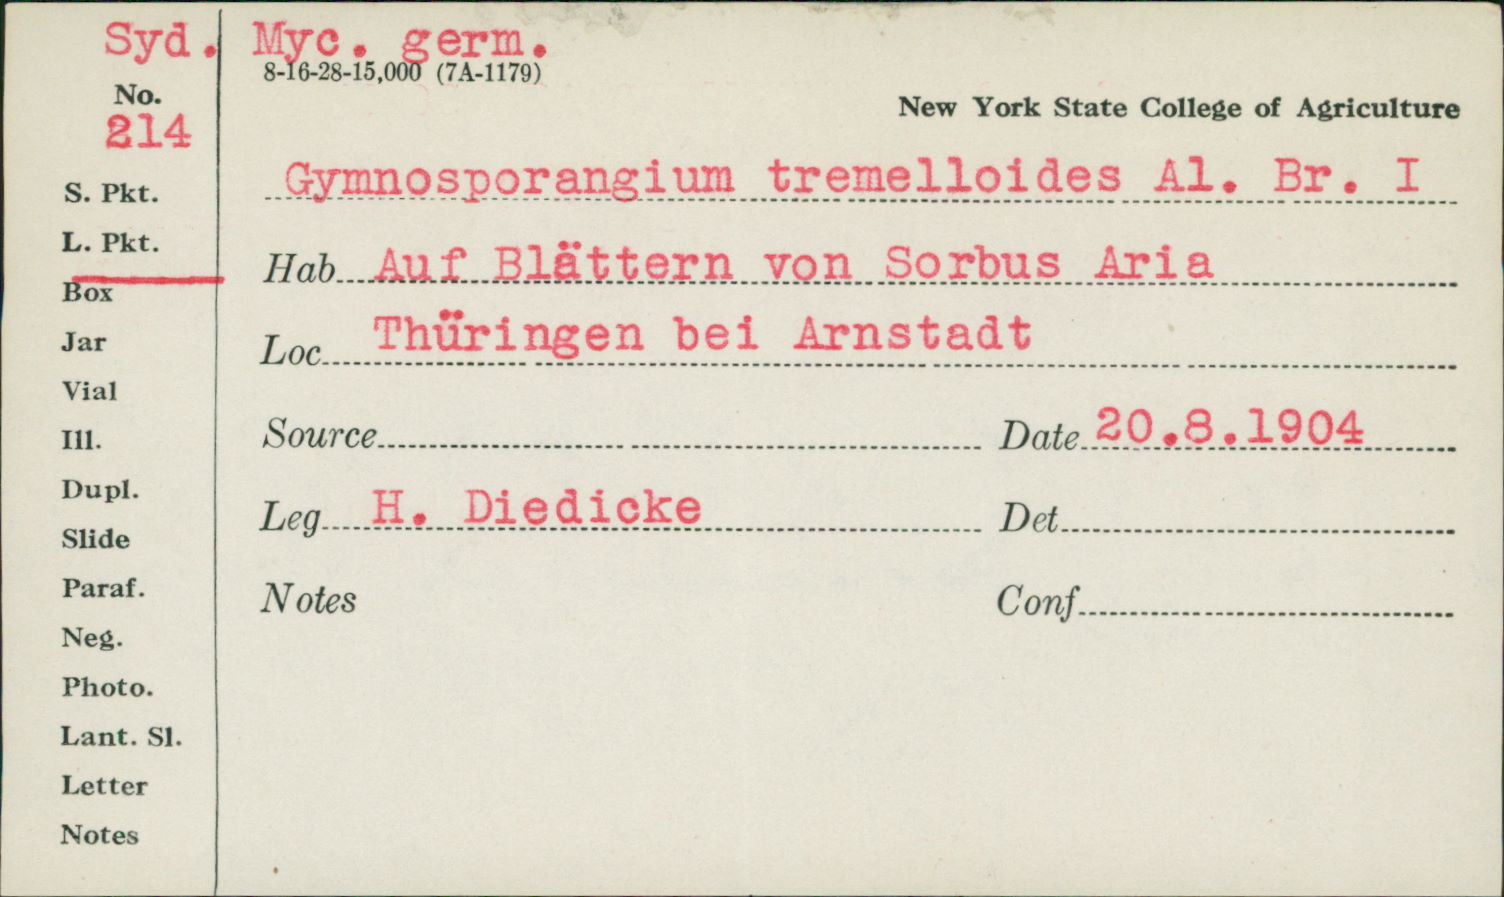 Syd. Myc. germ.
8-16-28-15,000 (7A-1179)
No.
214
New York State College of Agriculture
S. Pkt.
Gymnosporangium tremelloides Al. Br. I
L. Pkt.
Hab Auf Blättern von Sorbus Aria
Box
Jar
Loc Thüringen bei Arnstadt
Vial
Ill.
Source Date 20.8.1904
Dupl.
Leg H. Diedicke Det
Slide
Paraf.
Notes Conf
Neg.
Photo.
Lant. Sl.
Letter
Notes